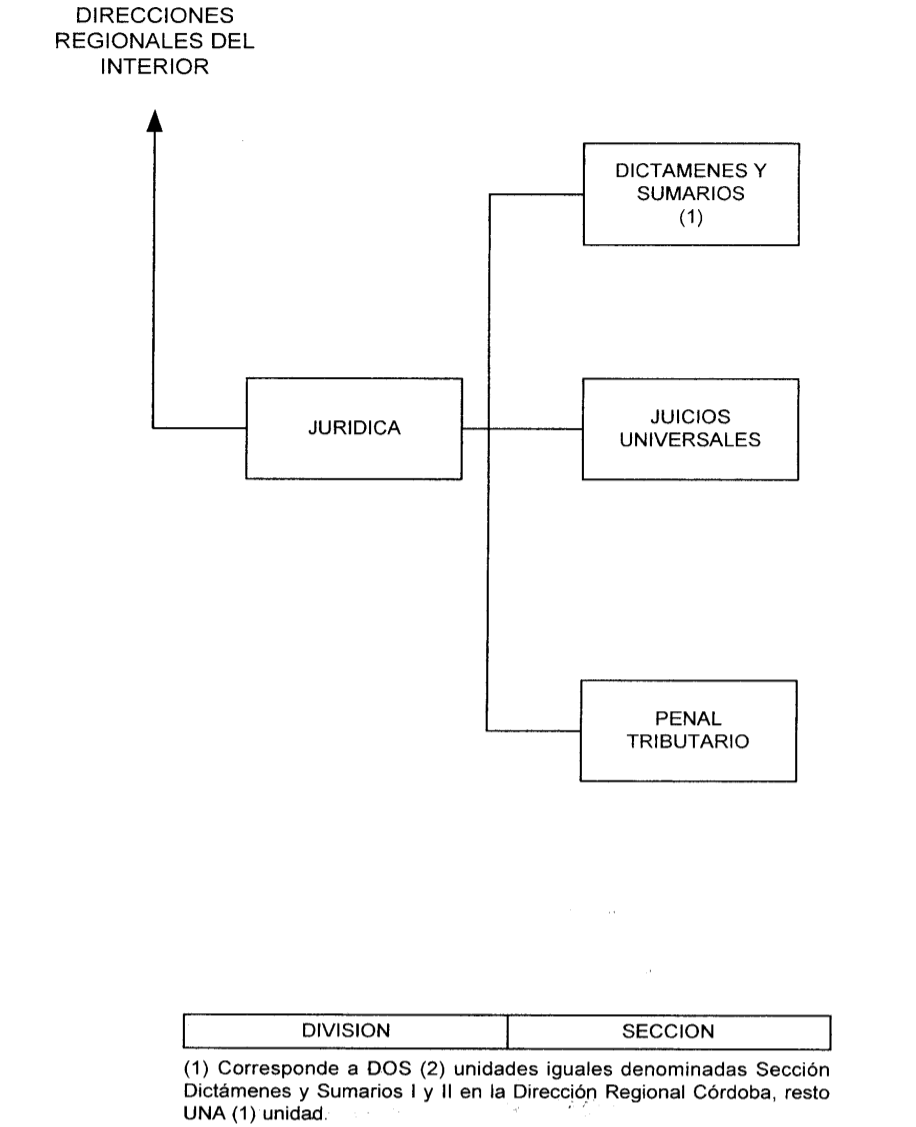 DIRECCIONES
REGIONALES DEL
INTERIOR
DICTAMENES Y
SUMARIOS
(1)
JURIDICA
JUICIOS
UNIVERSALES
PENAL
TRIBUTARIO
DIVISION
SECCION
(1) Corresponde a DOS (2) unidades iguales denominadas Sección
Dictámenes y Sumarios I y II en la Dirección Regional Córdoba, resto
UNA (1) unidad.